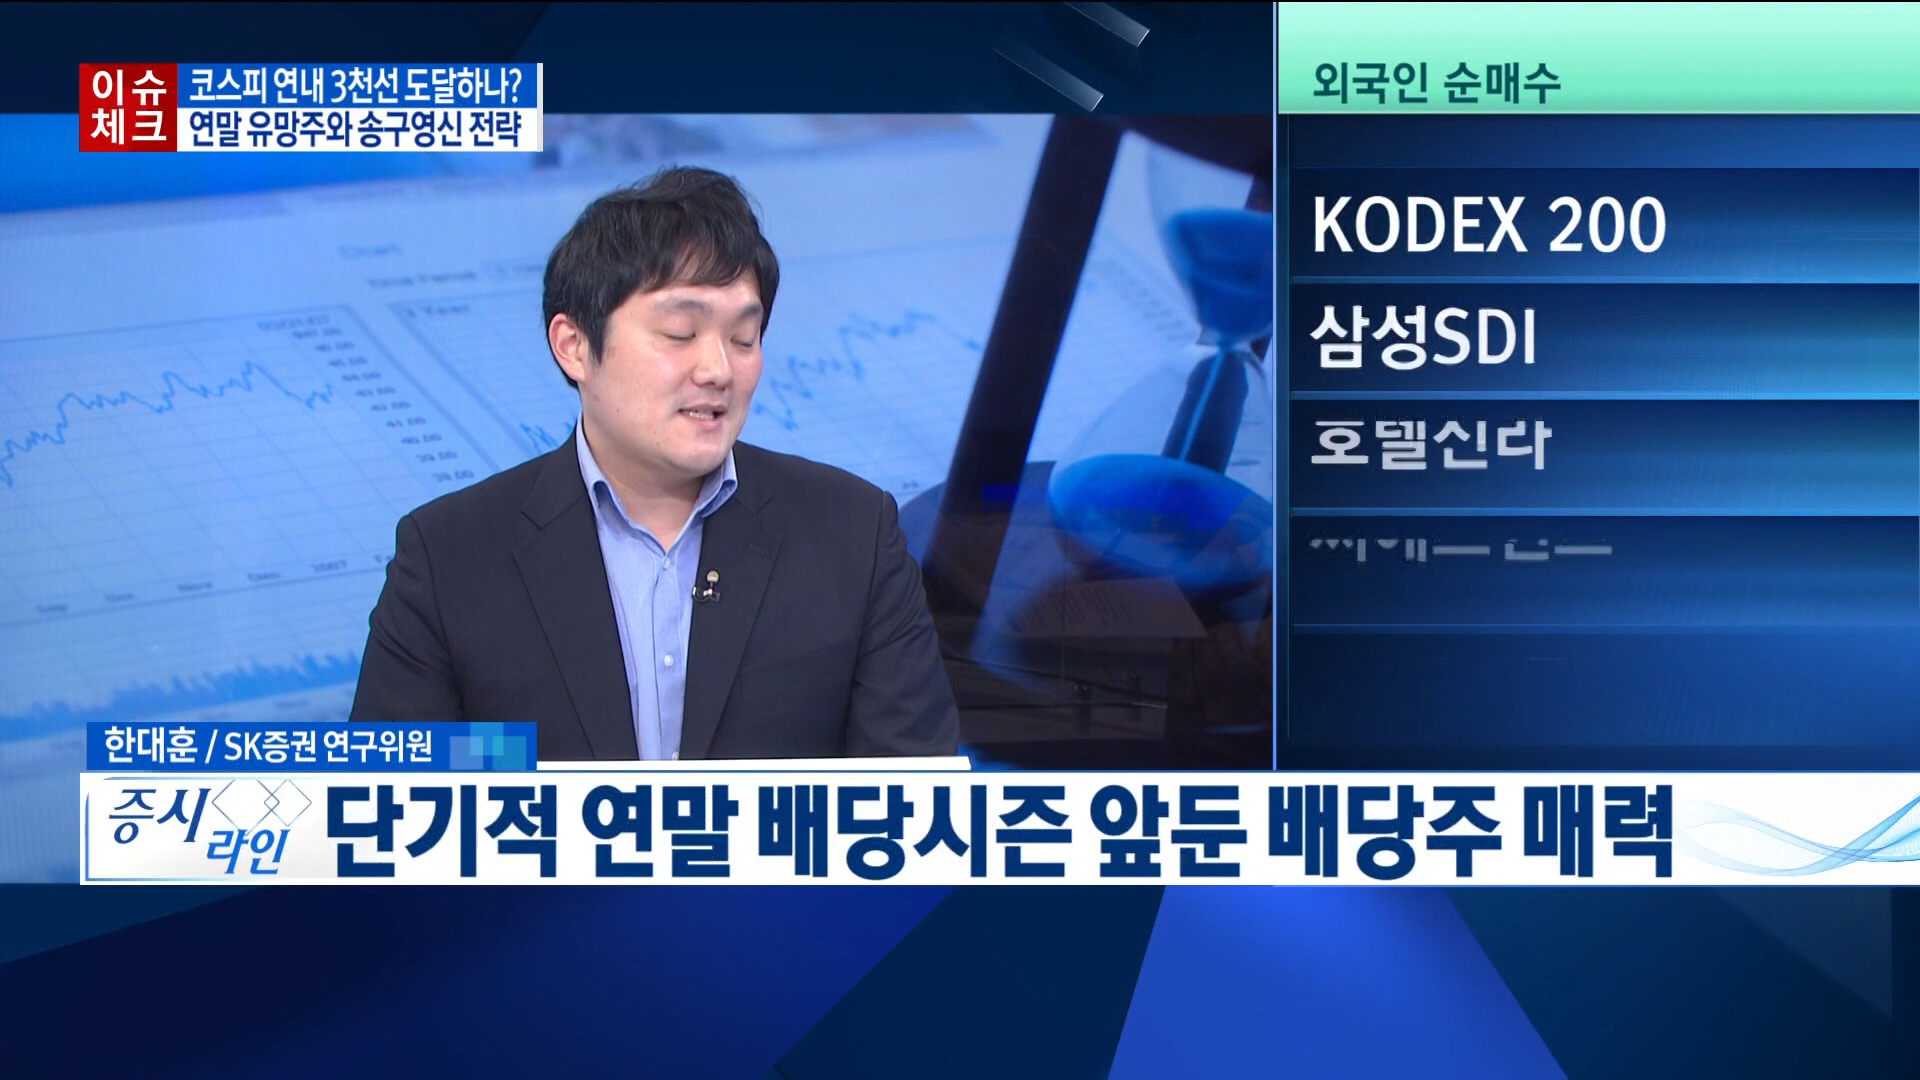 이슈
체크
코스피 연내 3천선 도달하나?
연말 유망주와 송구영신 전략
외국인 순매수
KODEX 200
삼성SDI
호텔신라
한대훈 / SK증권 연구위원
증시
라인
단기적 연말 배당시즌 앞둔 배당주 매력